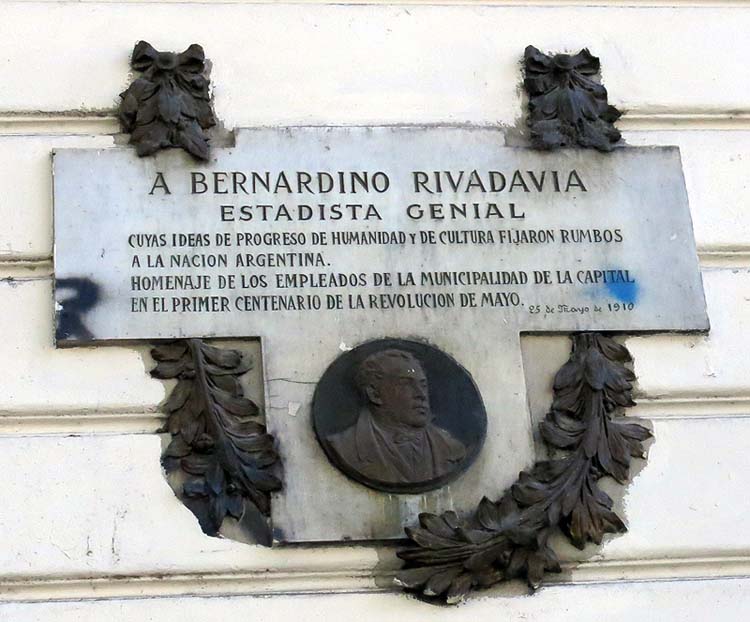 A BERNARDINO RIVADAVIA
ESTADISTA GENIAL
CUYAS IDEAS DE PROGRESO DE HUMANIDAD Y DE CULTURA FIJARON RUMBOS
A LA NACION ARGENTINA.
HOMENAJE DE LOS EMPLEADOS DE LA MUNICIPALIDAD DE LA CAPITAL
EN EL PRIMER CENTENARIO DE LA REVOLUCION DE MAYO.
25 de Mayo de 1910
R